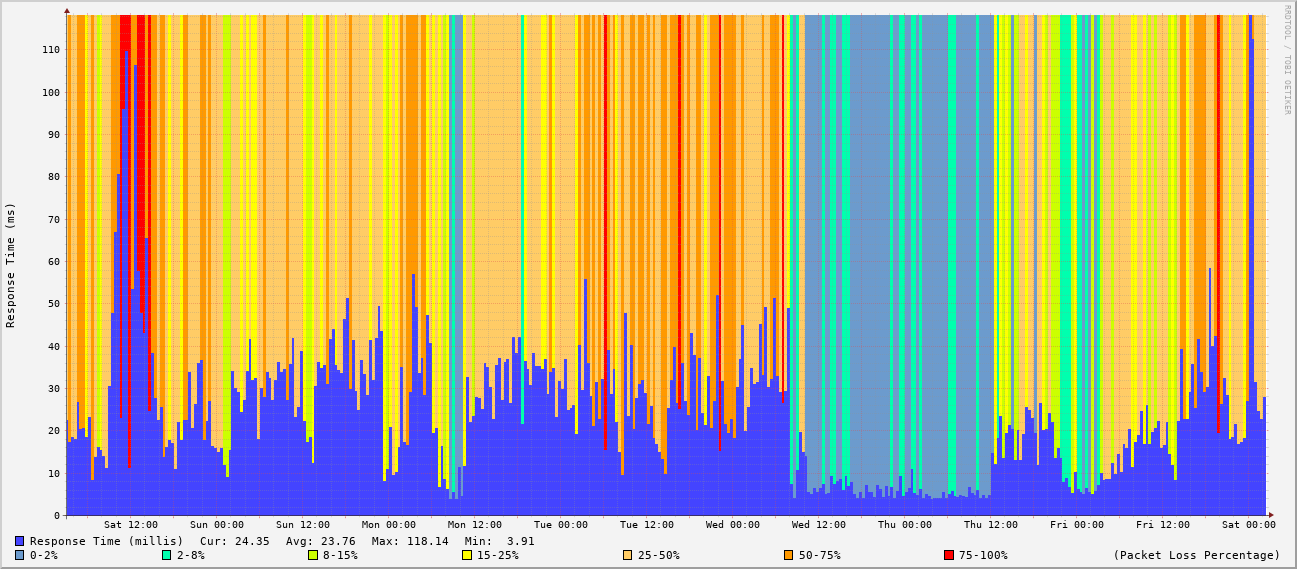 RRDTOOL / TOBI OETIKER
Response Time (ms)
110
100
90
80
70
60
50
40
30
20
10
0
Sat 12:00 Sun 00:00 Sun 12:00 Mon 00:00 Mon 12:00 Tue 00:00 Tue 12:00 Wed 00:00 Wed 12:00 Thu 00:00 Thu 12:00 Fri 00:00 Fri 12:00 Sat 00:00
Response Time (millis) Cur: 24.35 Avg: 23.76 Max: 118.14 Min: 3.91
0-2% 2-8% 8-15% 15-25% 25-50% 50-75% 75-100% (Packet Loss Percentage)